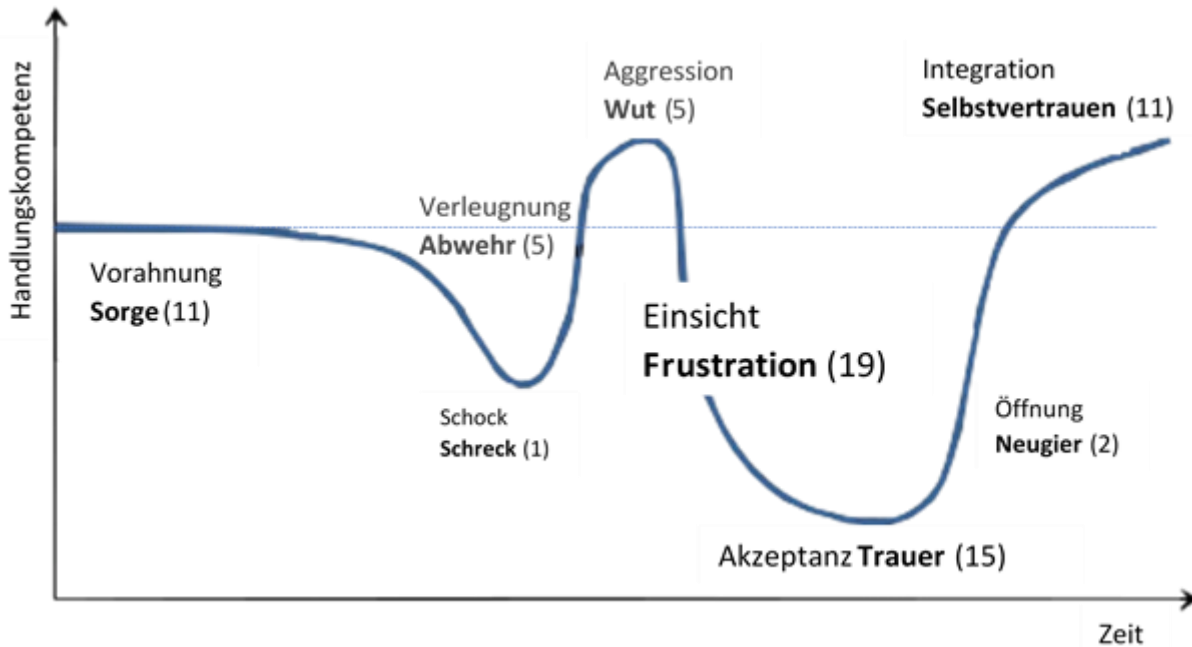 Handlungskompetenz
Aggression
Wut (5)
Integration
Selbstvertrauen (11)
Verleugnung
Abwehr (5)
Vorahnung
Sorge (11)
Einsicht
Frustration (19)
Schock
Schreck (1)
Öffnung
Neugier (2)
Akzeptanz Trauer (15)
Zeit